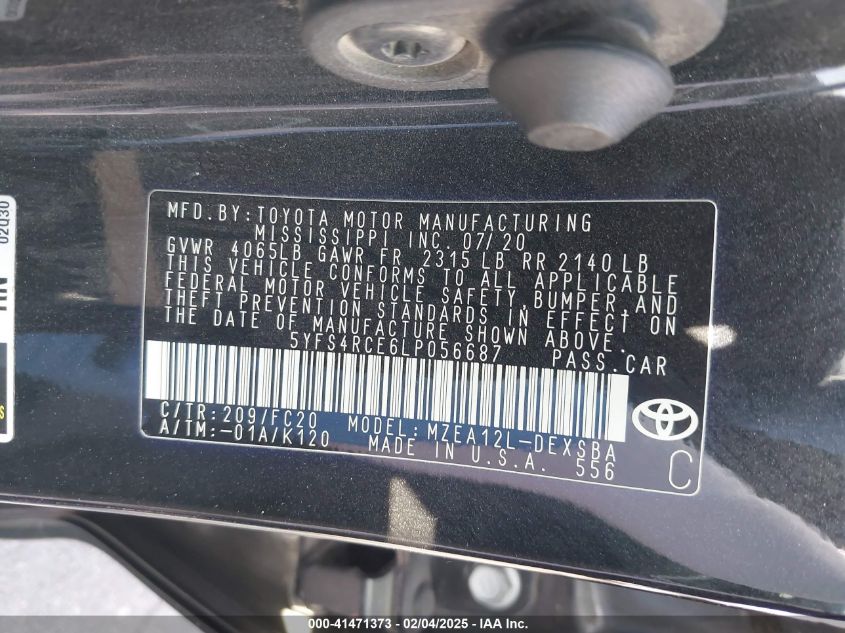 MFD.BY:TOYOTA MOTOR MANUFACTURING
MISSISSIPPI INC. 07/20
GVWR 4065LB GAWR FR 2315 LB RR 2140 LB
THIS VEHICLE CONFORMS TO ALL APPLICABLE
FEDERAL MOTOR VEHICLE SAFETY, BUMPER AND
THEFT PREVENTION STANDARDS IN EFFECT ON
THE DATE OF MANUFACTURE SHOWN ABOVE.
5YFS4RCE6LP056687 PASS.CAR
C/TR:209/FC20 MODEL:MZEA12L-DEXSBA
A/TM:-01A/K120 MADE IN U.S.A. 556
C
000-41471373 — 02/04/2025 — IAA Inc.